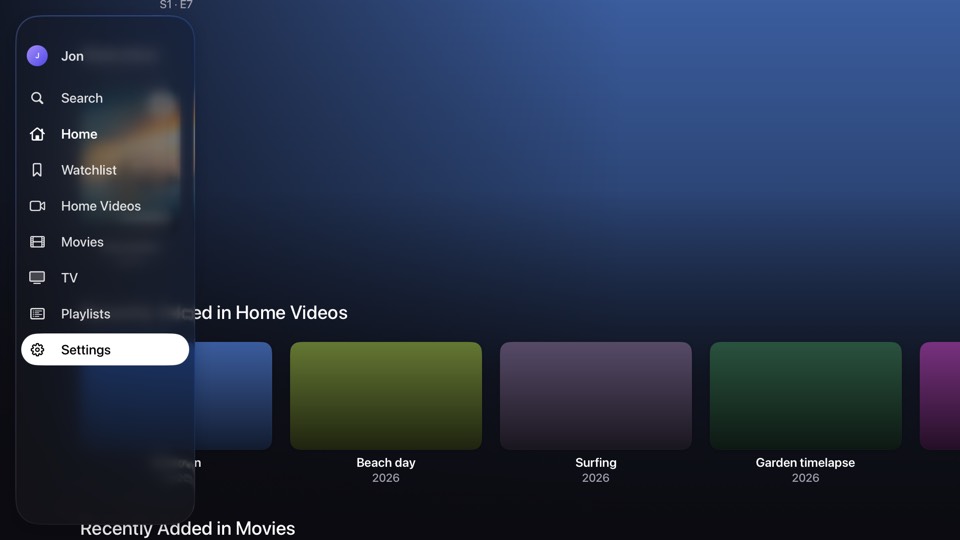 S1 · E7
J
Jon
Search
Home
Watchlist
Home Videos
Movies
TV
Playlists
in Home Videos
Settings
Beach day
2026
Surfing
2026
Garden timelapse
2026
Recently Added in Movies